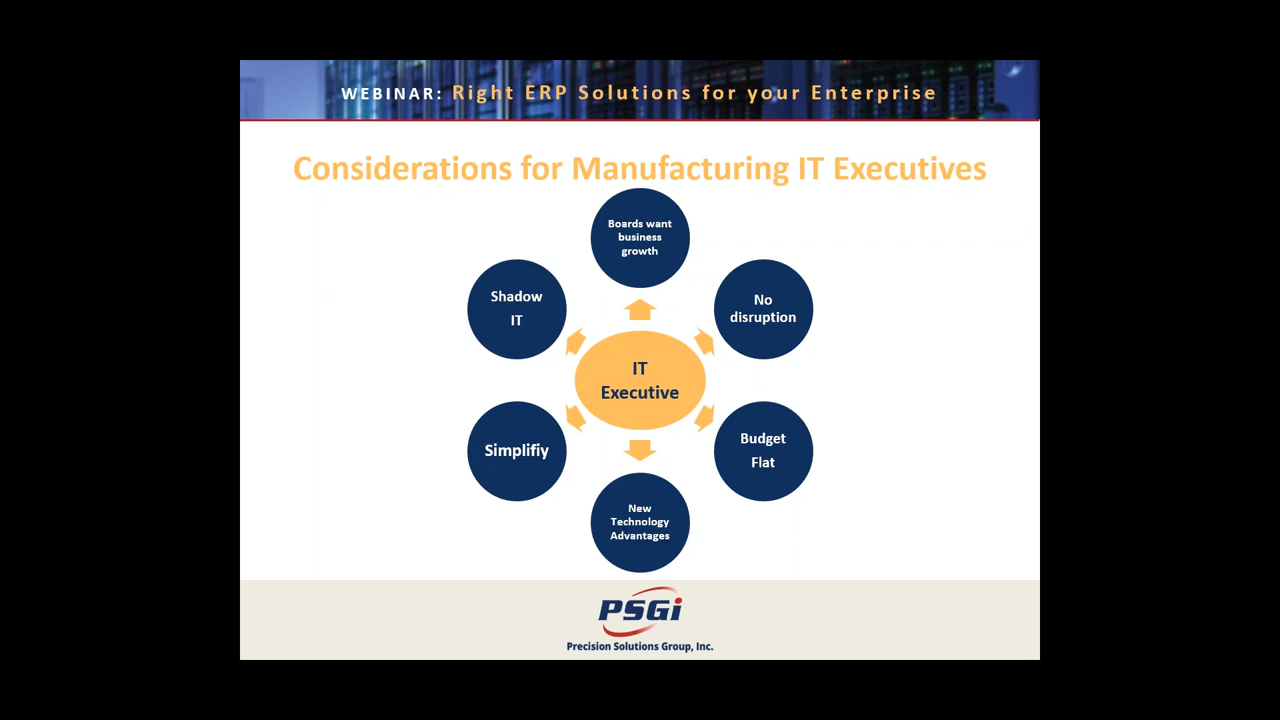 WEBINAR: Right ERP Solutions for your Enterprise
Considerations for Manufacturing IT Executives
Boards want
business
growth
No
disruption
Budget
Flat
New
Technology
Advantages
Simplifiy
Shadow
IT
IT
Executive
PSGi
Precision Solutions Group, Inc.